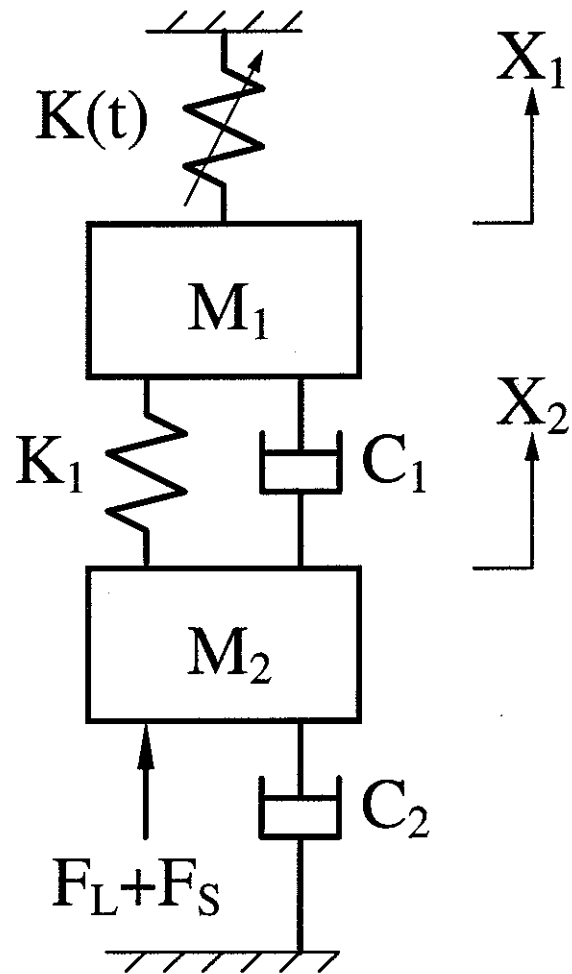 X₁
K(t)
M₁
X₂
K₁
C₁
M₂
C₂
F_L+F_S